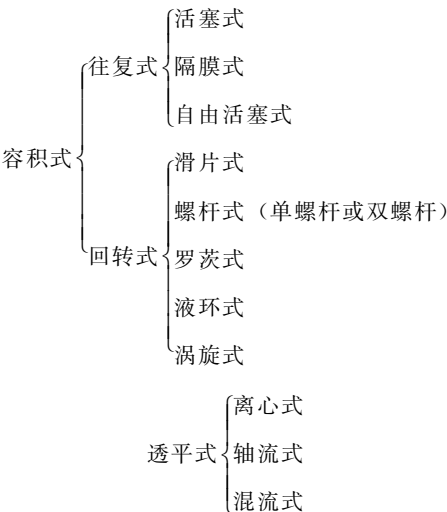 活塞式
往复式 隔膜式
自由活塞式
容积式
滑片式
螺杆式（单螺杆或双螺杆）
回转式 罗茨式
液环式
涡旋式
离心式
透平式 轴流式
混流式